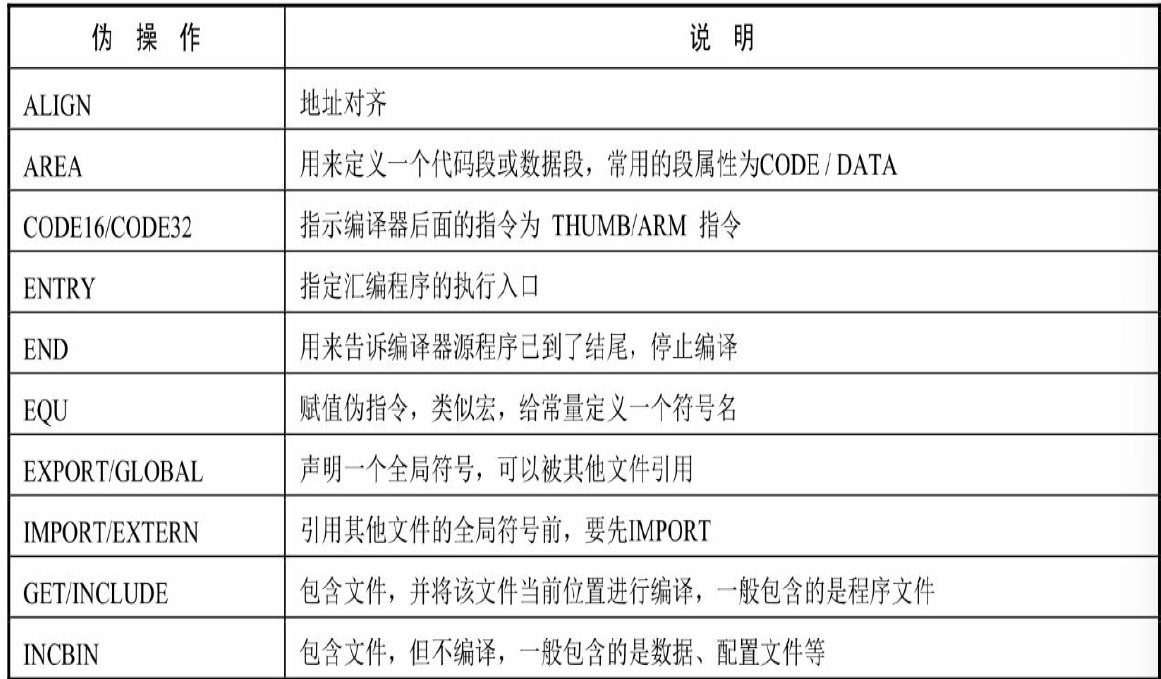 伪 操 作 说 明
ALIGN 地址对齐
AREA 用来定义一个代码段或数据段，常用的段属性为CODE / DATA
CODE16/CODE32 指示编译器后面的指令为 THUMB/ARM 指令
ENTRY 指定汇编程序的执行入口
END 用来告诉编译器源程序已到了结尾，停止编译
EQU 赋值伪指令，类似宏，给常量定义一个符号名
EXPORT/GLOBAL 声明一个全局符号，可以被其他文件引用
IMPORT/EXTERN 引用其他文件的全局符号前，要先IMPORT
GET/INCLUDE 包含文件，并将该文件当前位置进行编译，一般包含的是程序文件
INCBIN 包含文件，但不编译，一般包含的是数据、配置文件等